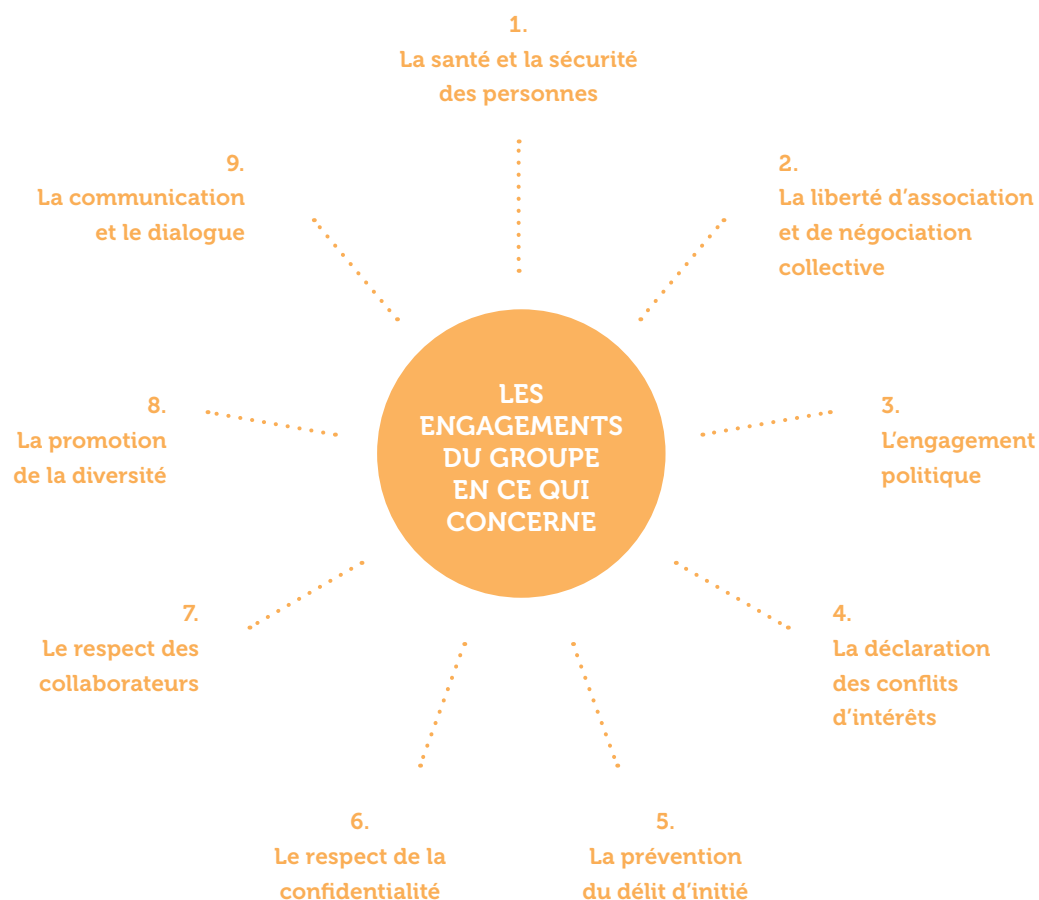 1.
La santé et la sécurité
des personnes
2.
La liberté d’association
et de négociation
collective
3.
L’engagement
politique
4.
La déclaration
des conflits
d’intérêts
5.
La prévention
du délit d’initié
6.
Le respect de la
confidentialité
7.
Le respect des
collaborateurs
8.
La promotion
de la diversité
9.
La communication
et le dialogue
LES
ENGAGEMENTS
DU GROUPE
EN CE QUI
CONCERNE